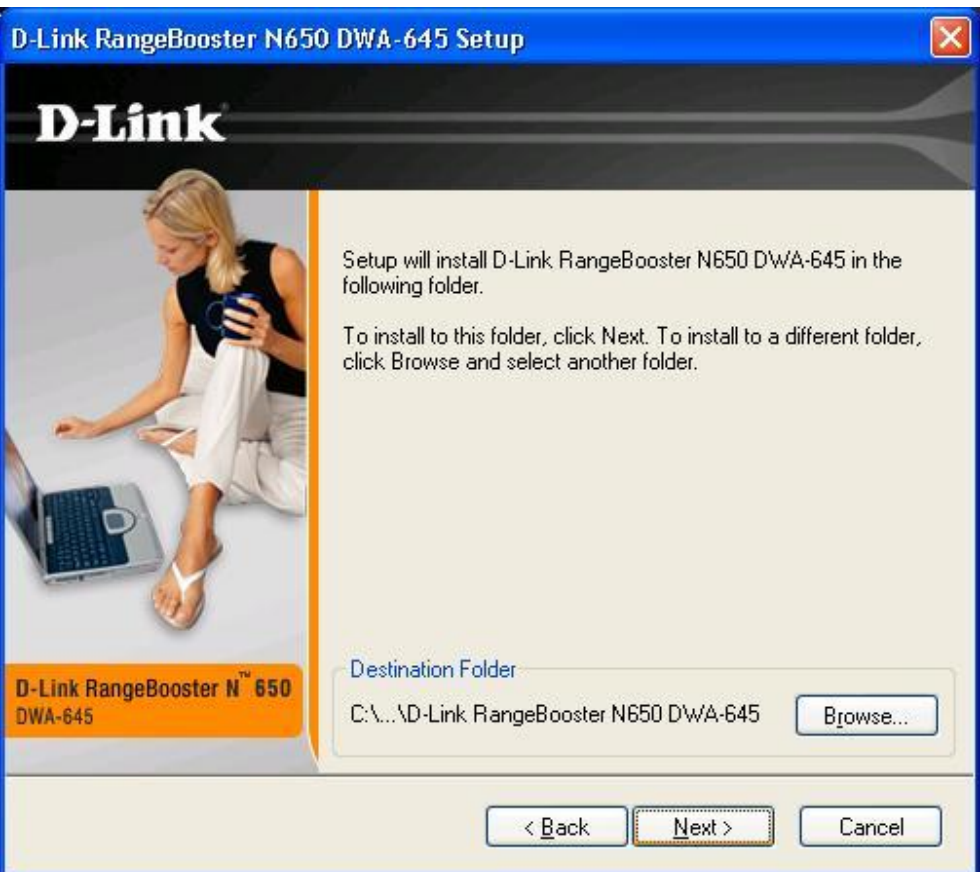 D-Link RangeBooster N650 DWA-645 Setup
D-Link
Setup will install D-Link RangeBooster N650 DWA-645 in the
following folder.
To install to this folder, click Next. To install to a different folder,
click Browse and select another folder.
D-Link RangeBooster N™ 650
DWA-645
Destination Folder
C:\...\D-Link RangeBooster N650 DWA-645
Browse...
< Back
Next >
Cancel